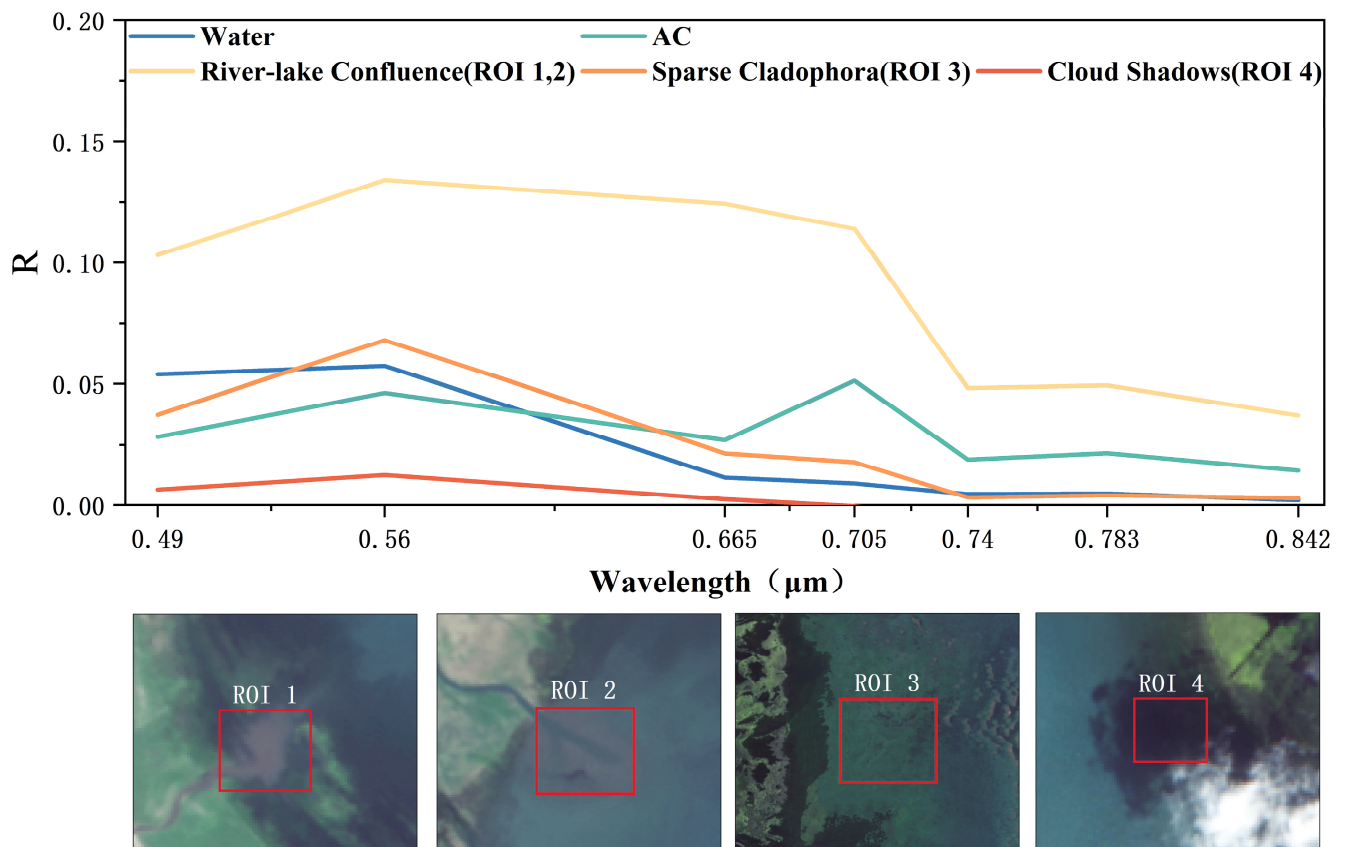 0.20
Water
AC
River-lake Confluence(ROI 1,2)
Sparse Cladophora(ROI 3)
Cloud Shadows(ROI 4)
0.15
0.10
0.05
0.00
R
0.49
0.56
0.665
0.705
0.74
0.783
0.842
Wavelength（μm）
ROI 1
ROI 2
ROI 3
ROI 4